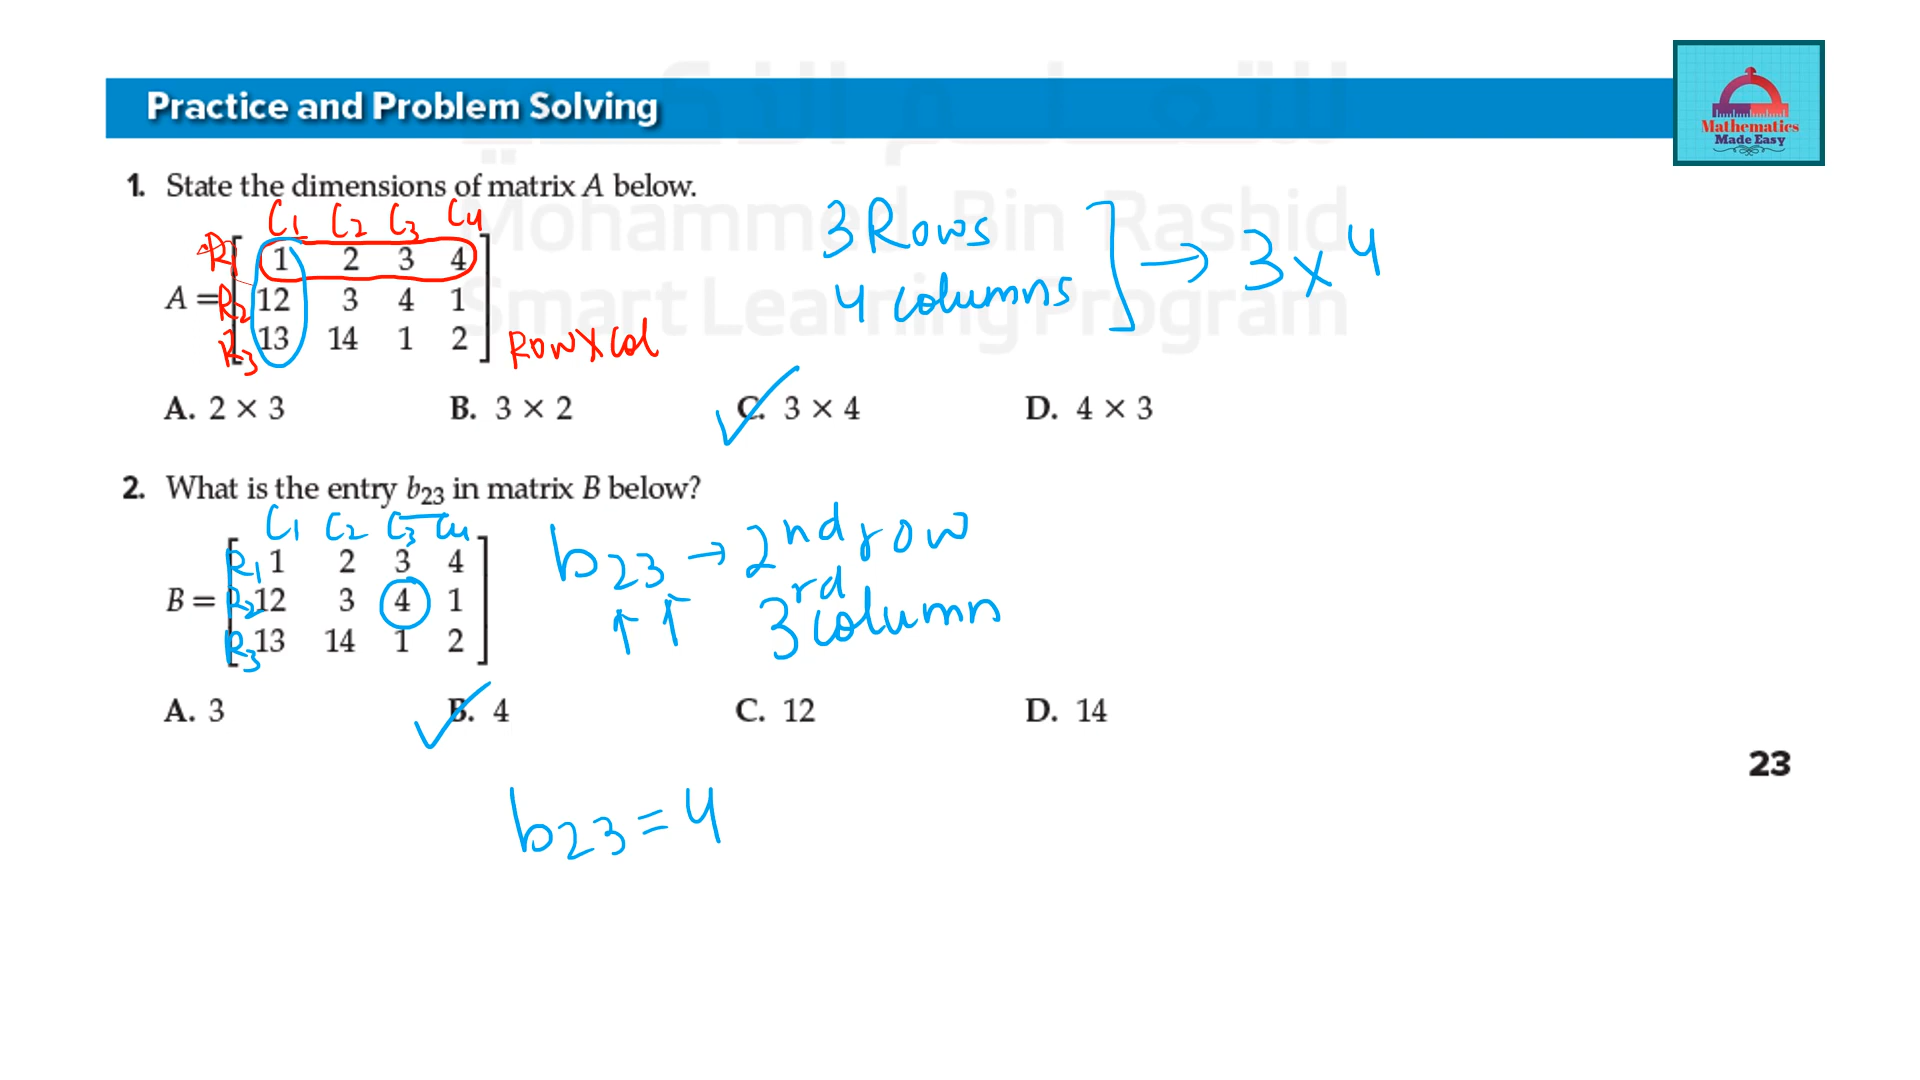 التعلم الذكي
Mohammed Bin Rashid
Smart Learning Program
Practice and Problem Solving
Mathematics
Made Easy
1. State the dimensions of matrix A below.
C1 C2 C3 C4
R1 1 2 3 4
A = R2 12 3 4 1
R3 13 14 1 2
Row X Col
3 Rows
4 columns
→ 3 x 4
A. 2 × 3 B. 3 × 2 C. 3 × 4 D. 4 × 3
2. What is the entry b23 in matrix B below?
C1 C2 C3 C4
R1 1 2 3 4
B = R2 12 3 4 1
R3 13 14 1 2
b23 → 2nd row
3rd column
A. 3 B. 4 C. 12 D. 14
23
b23 = 4